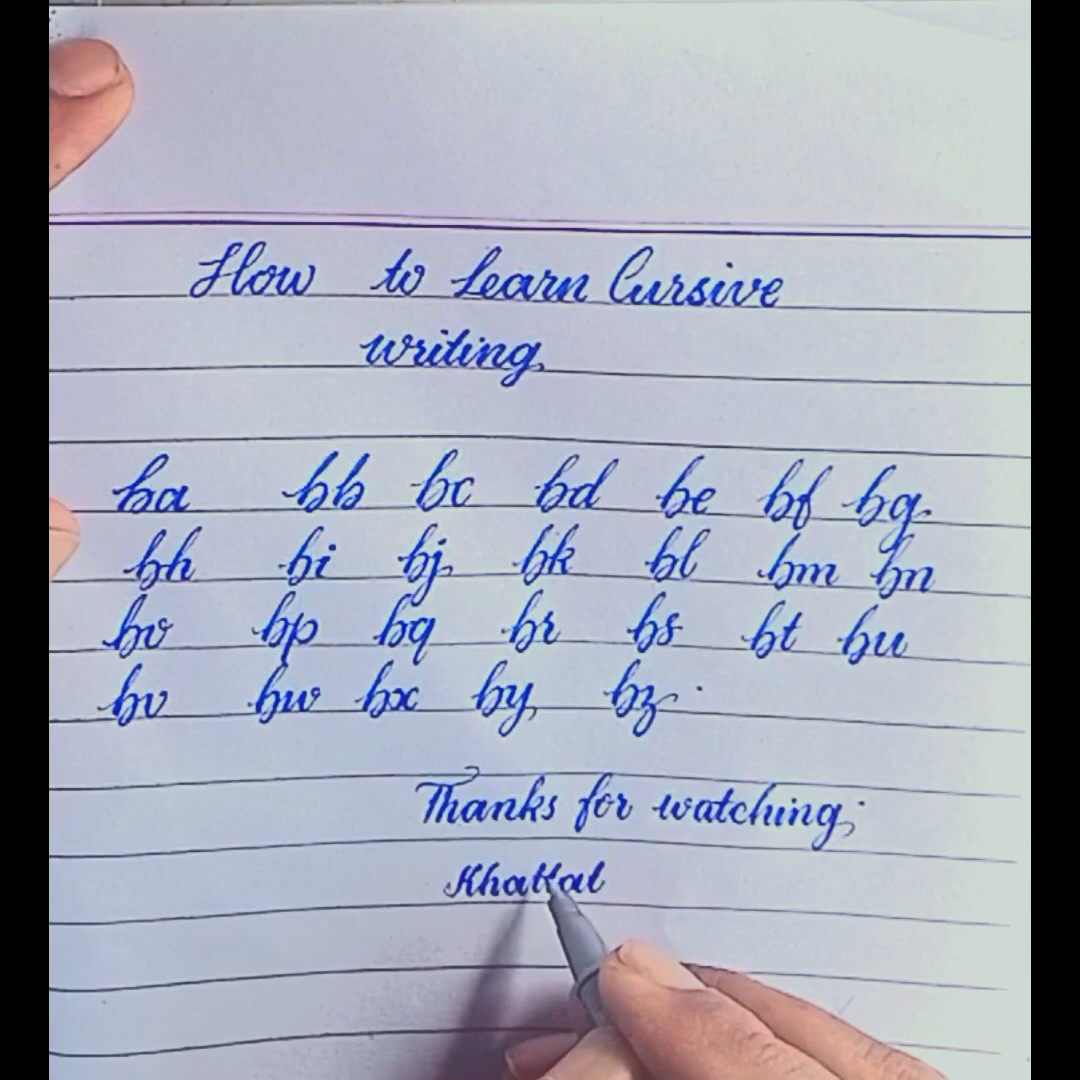 How to Learn Cursive
writing
ba bb bc bd be bf bg
bh bi bj bk bl bm bn
bo bp bq br bs bt bu
bv bw bx by bz.
Thanks for watching